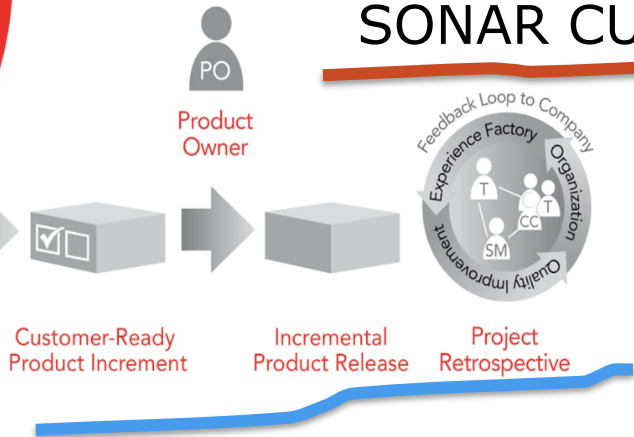 SONAR CU
PO
Product
Owner
Feedback Loop to Company
Experience Factory
Organization
Quality Improvement
T
T
CC
SM
Customer-Ready
Product Increment
Incremental
Product Release
Project
Retrospective